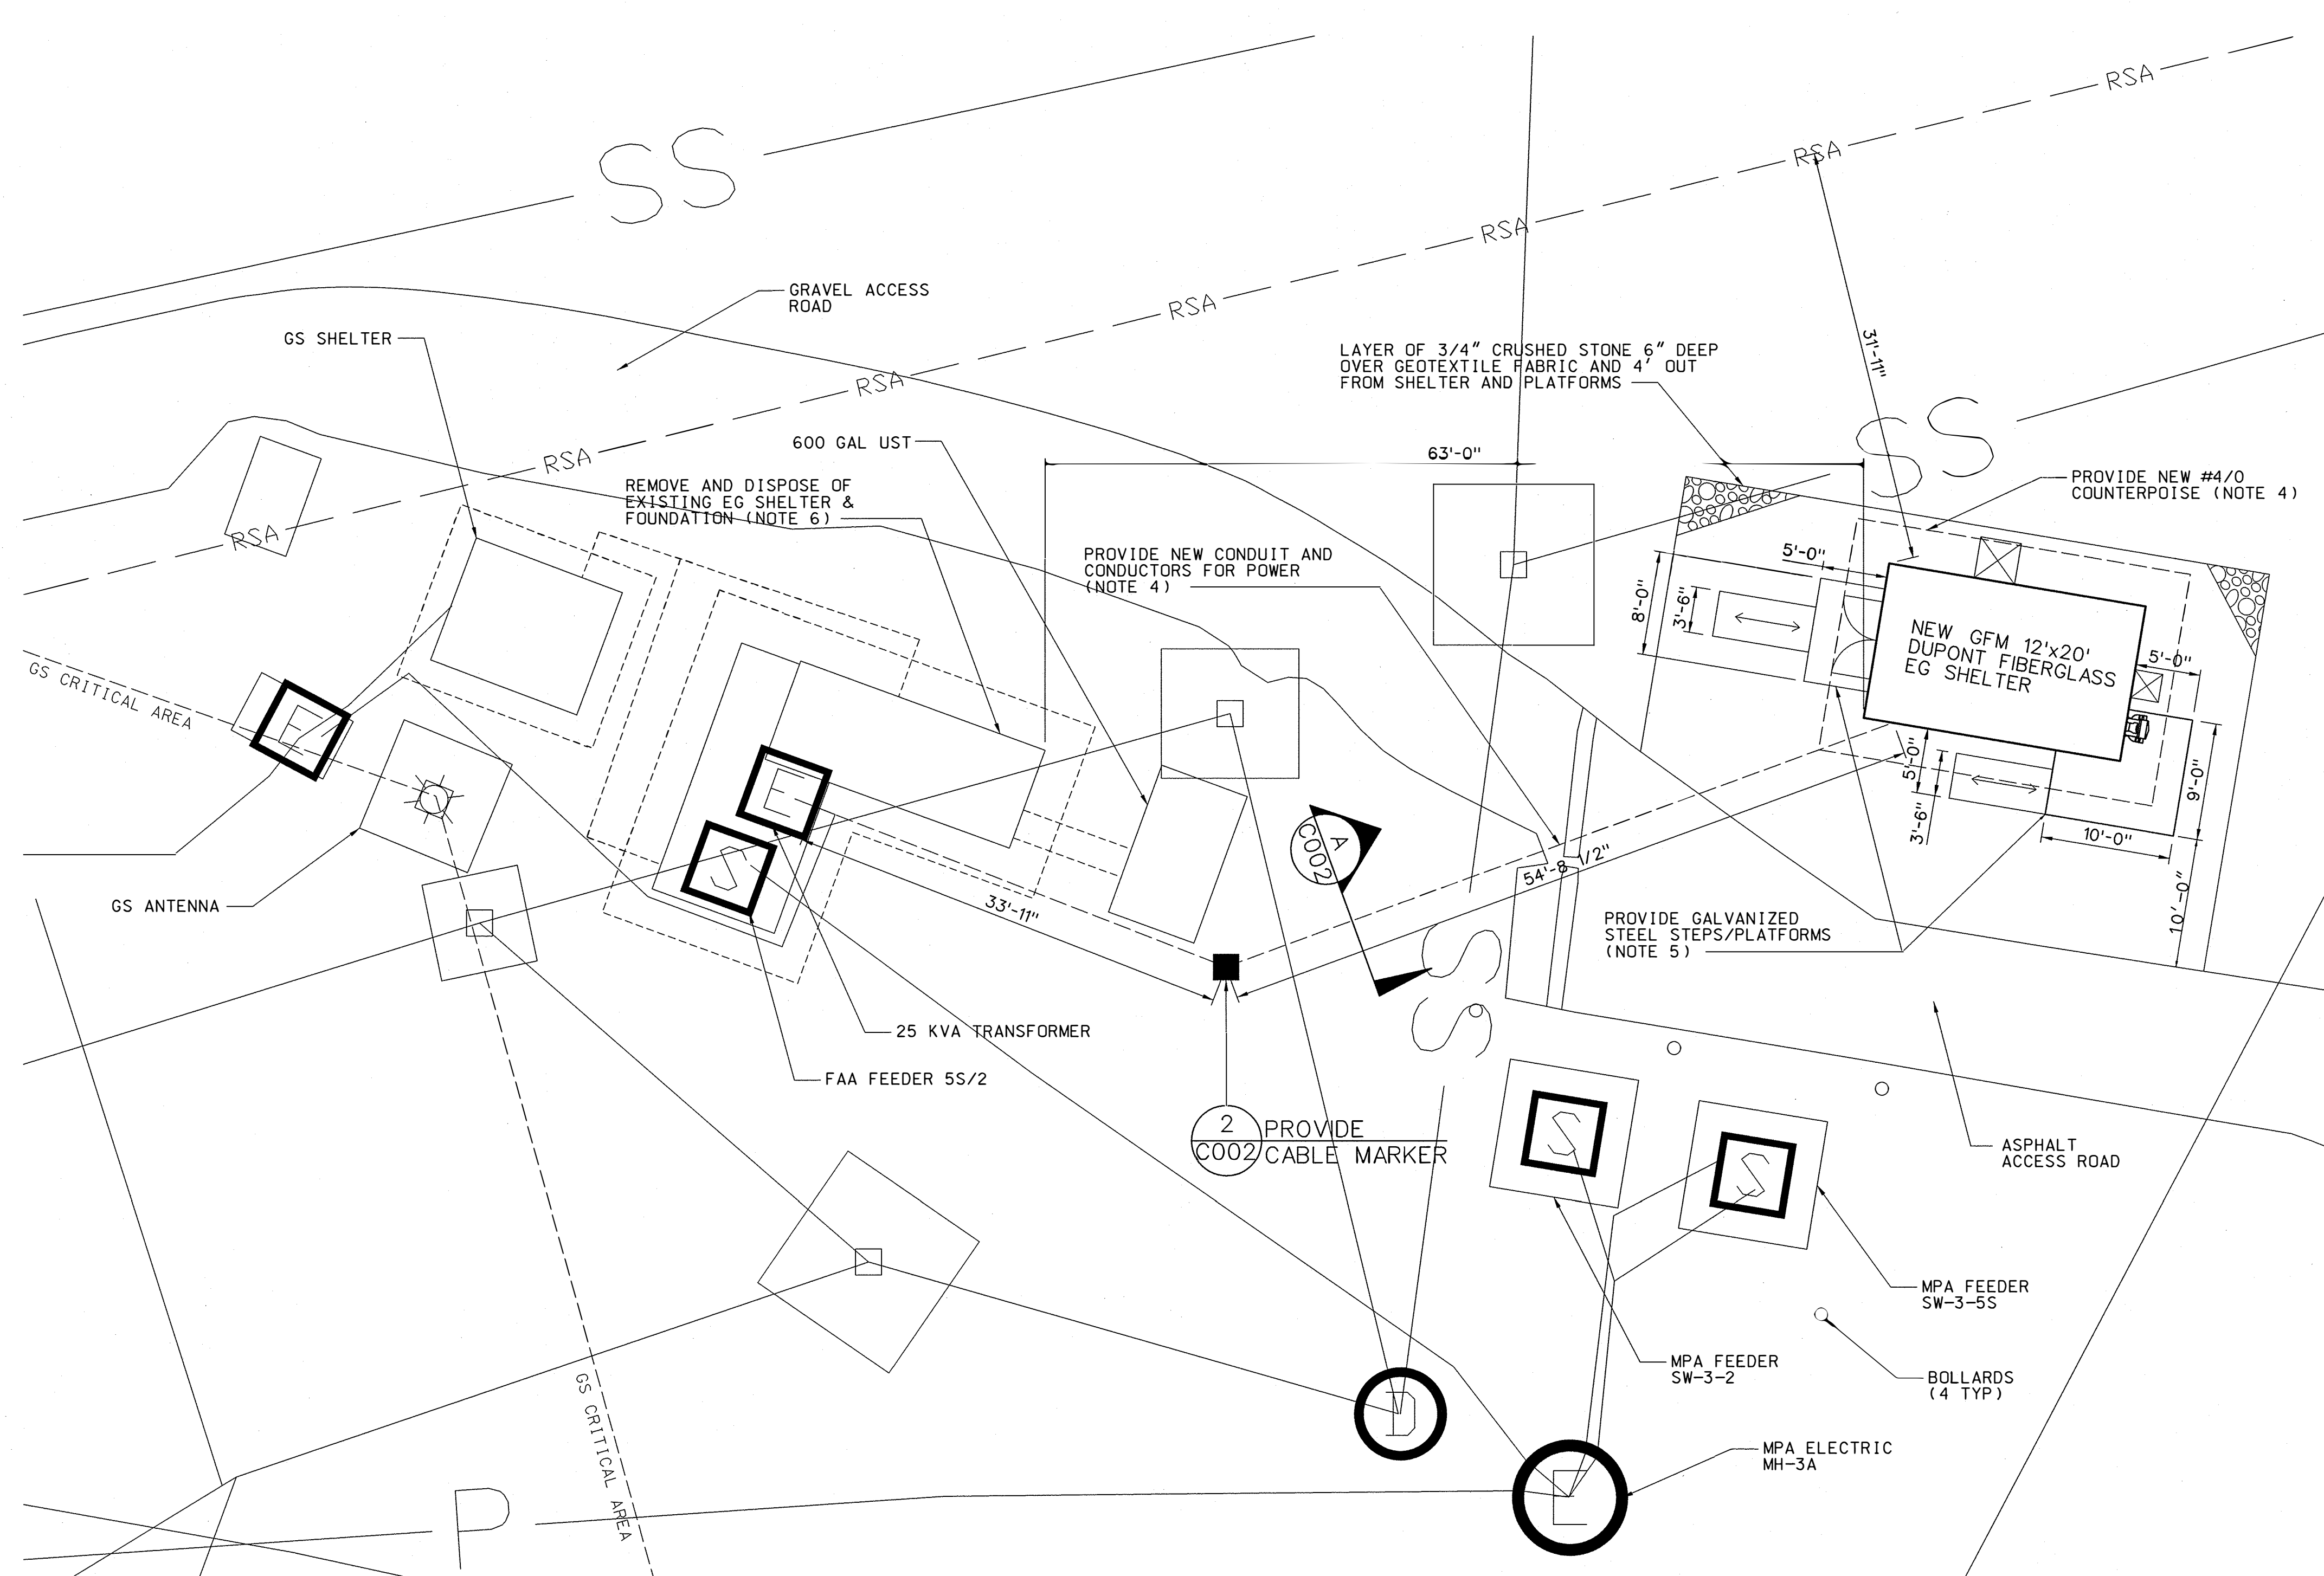 SS
RSA
RSA
RSA
RSA
RSA
RSA
RSA
GRAVEL ACCESS
ROAD
GS SHELTER
31'-11"
LAYER OF 3/4" CRUSHED STONE 6" DEEP
OVER GEOTEXTILE FABRIC AND 4' OUT
FROM SHELTER AND PLATFORMS
SS
600 GAL UST
63'-0"
REMOVE AND DISPOSE OF
EXISTING EG SHELTER &
FOUNDATION (NOTE 6)
PROVIDE NEW #4/0
COUNTERPOISE (NOTE 4)
PROVIDE NEW CONDUIT AND
CONDUCTORS FOR POWER
(NOTE 4)
5'-0"
8'-0"
3'-6"
NEW GFM 12'x20'
DUPONT FIBERGLASS
EG SHELTER
5'-0"
GS CRITICAL AREA
E
E
S
5'-0"
3'-6"
9'-0"
10'-0"
10'-0"
A
C002
54'-8 1/2"
33'-11"
GS ANTENNA
PROVIDE GALVANIZED
STEEL STEPS/PLATFORMS
(NOTE 5)
SS
25 KVA TRANSFORMER
FAA FEEDER 5S/2
2
C002
PROVIDE
CABLE MARKER
S
S
ASPHALT
ACCESS ROAD
MPA FEEDER
SW-3-5S
MPA FEEDER
SW-3-2
BOLLARDS
(4 TYP)
D
GS CRITICAL AREA
MPA ELECTRIC
MH-3A
E
P